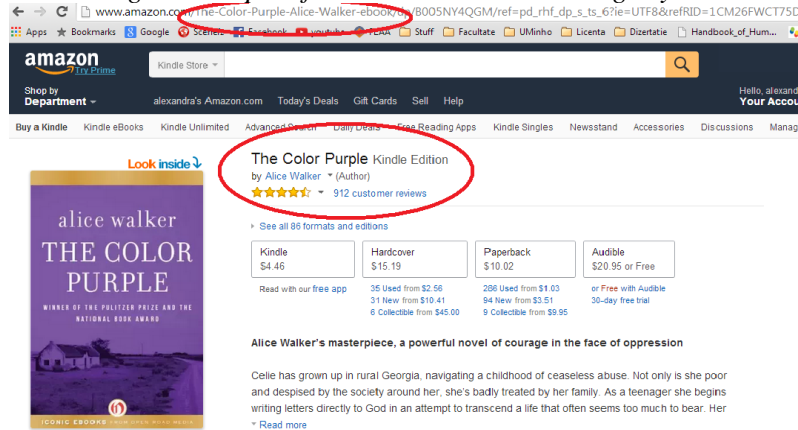 www.amazon.com/The-Color-Purple-Alice-Walker-ebook/dp/B005NY4QGM/ref=pd_rhf_dp_s_ts_6?ie=UTF8&refRID=1CM26FWCT75D
Apps Bookmarks Google Scenera Facebook youtube FEAA Stuff Facultate UMinho Licenta Dizertatie Handbook_of_Hum...
amazon
Try Prime
Kindle Store
Shop by
Department
alexandra's Amazon.com Today's Deals Gift Cards Sell Help
Hello, alexand
Your Accou
Buy a Kindle Kindle eBooks Kindle Unlimited Advanced Search Daily Deals Free Reading Apps Kindle Singles Newsstand Accessories Discussions Manag
Look inside
The Color Purple Kindle Edition
by Alice Walker (Author)
912 customer reviews
See all 86 formats and editions
Kindle
$4.46
Hardcover
$15.19
Paperback
$10.02
Audible
$20.95 or Free
Read with our free app
35 Used from $2.56
31 New from $10.41
6 Collectible from $45.00
286 Used from $1.03
94 New from $3.51
9 Collectible from $9.95
or Free with Audible
30-day free trial
alice walker
THE COLOR
PURPLE
WINNER OF THE PULITZER PRIZE AND THE
NATIONAL BOOK AWARD
ICONIC EBOOKS FROM OPEN ROAD MEDIA
Alice Walker's masterpiece, a powerful novel of courage in the face of oppression
Celie has grown up in rural Georgia, navigating a childhood of ceaseless abuse. Not only is she poor
and despised by the society around her, she's badly treated by her family. As a teenager she begins
writing letters directly to God in an attempt to transcend a life that often seems too much to bear. Her
Read more